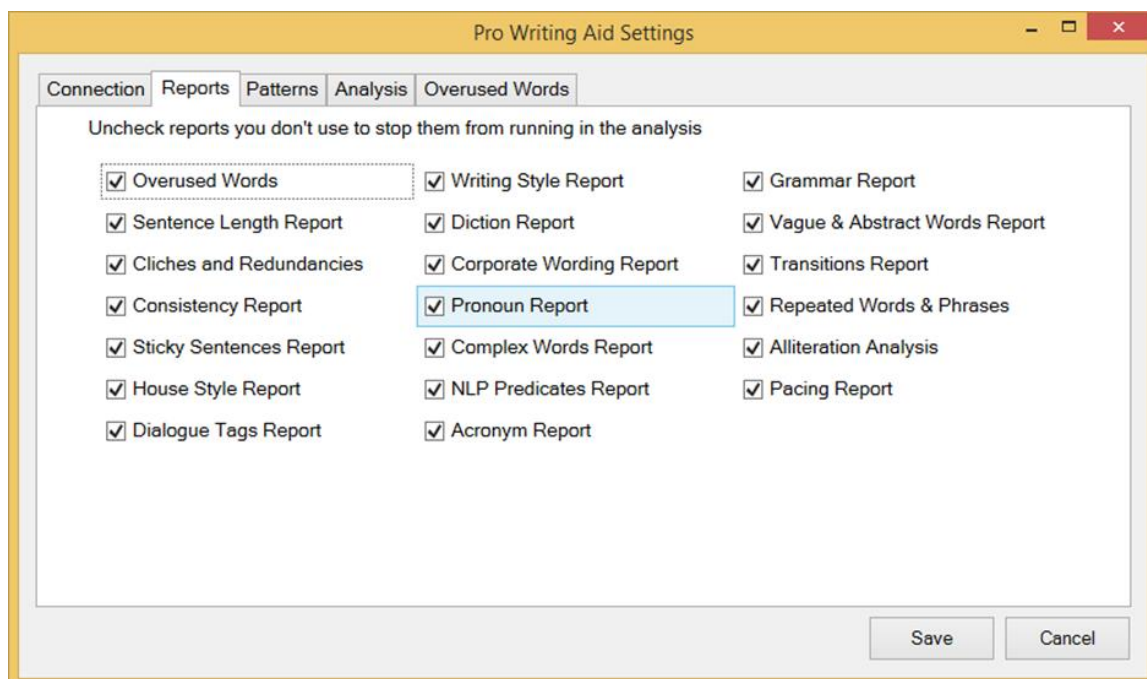 Pro Writing Aid Settings
Connection Reports Patterns Analysis Overused Words
Uncheck reports you don't use to stop them from running in the analysis
Overused Words Writing Style Report Grammar Report
Sentence Length Report Diction Report Vague & Abstract Words Report
Cliches and Redundancies Corporate Wording Report Transitions Report
Consistency Report Pronoun Report Repeated Words & Phrases
Sticky Sentences Report Complex Words Report Alliteration Analysis
House Style Report NLP Predicates Report Pacing Report
Dialogue Tags Report Acronym Report
Save Cancel